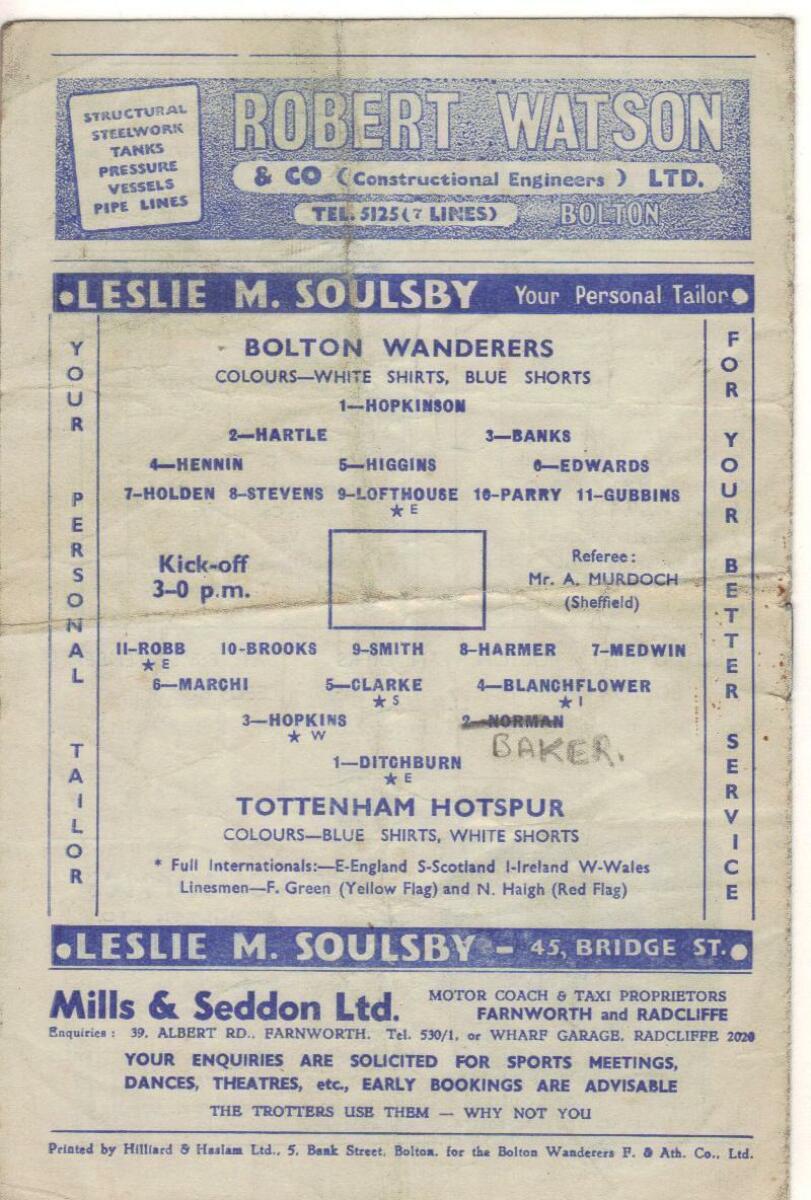 STRUCTURAL
STEELWORK
TANKS
PRESSURE
VESSELS
PIPE LINES
ROBERT WATSON
& CO (Constructional Engineers) LTD.
TEL. 5125 (7 LINES) BOLTON
•LESLIE M. SOULSBY Your Personal Tailor•
YOUR PERSONAL TAILOR
BOLTON WANDERERS
COLOURS—WHITE SHIRTS, BLUE SHORTS
1—HOPKINSON
2—HARTLE 3—BANKS
4—HENNIN 5—HIGGINS 6—EDWARDS
7-HOLDEN 8-STEVENS 9-LOFTHOUSE 10-PARRY 11-GUBBINS
★ E
Kick-off
3-0 p.m.
Referee:
Mr. A. MURDOCH
(Sheffield)
11-ROBB 10-BROOKS 9-SMITH 8-HARMER 7-MEDWIN
★ E
6—MARCHI 5—CLARKE 4—BLANCHFLOWER
★ S ★ I
3—HOPKINS 2—NORMAN
★ W BAKER.
1—DITCHBURN
★ E
TOTTENHAM HOTSPUR
COLOURS—BLUE SHIRTS, WHITE SHORTS
* Full Internationals:—E-England S-Scotland I-Ireland W-Wales
Linesmen—F. Green (Yellow Flag) and N. Haigh (Red Flag)
FOR YOUR BETTER SERVICE
•LESLIE M. SOULSBY - 45, BRIDGE ST.•
Mills & Seddon Ltd. MOTOR COACH & TAXI PROPRIETORS
FARNWORTH and RADCLIFFE
Enquiries: 39, ALBERT RD., FARNWORTH. Tel. 530/1, or WHARF GARAGE, RADCLIFFE 2020
YOUR ENQUIRIES ARE SOLICITED FOR SPORTS MEETINGS,
DANCES, THEATRES, etc., EARLY BOOKINGS ARE ADVISABLE
THE TROTTERS USE THEM — WHY NOT YOU
Printed by Hilliard & Haslam Ltd., 5, Bank Street, Bolton, for the Bolton Wanderers F. & Ath. Co., Ltd.